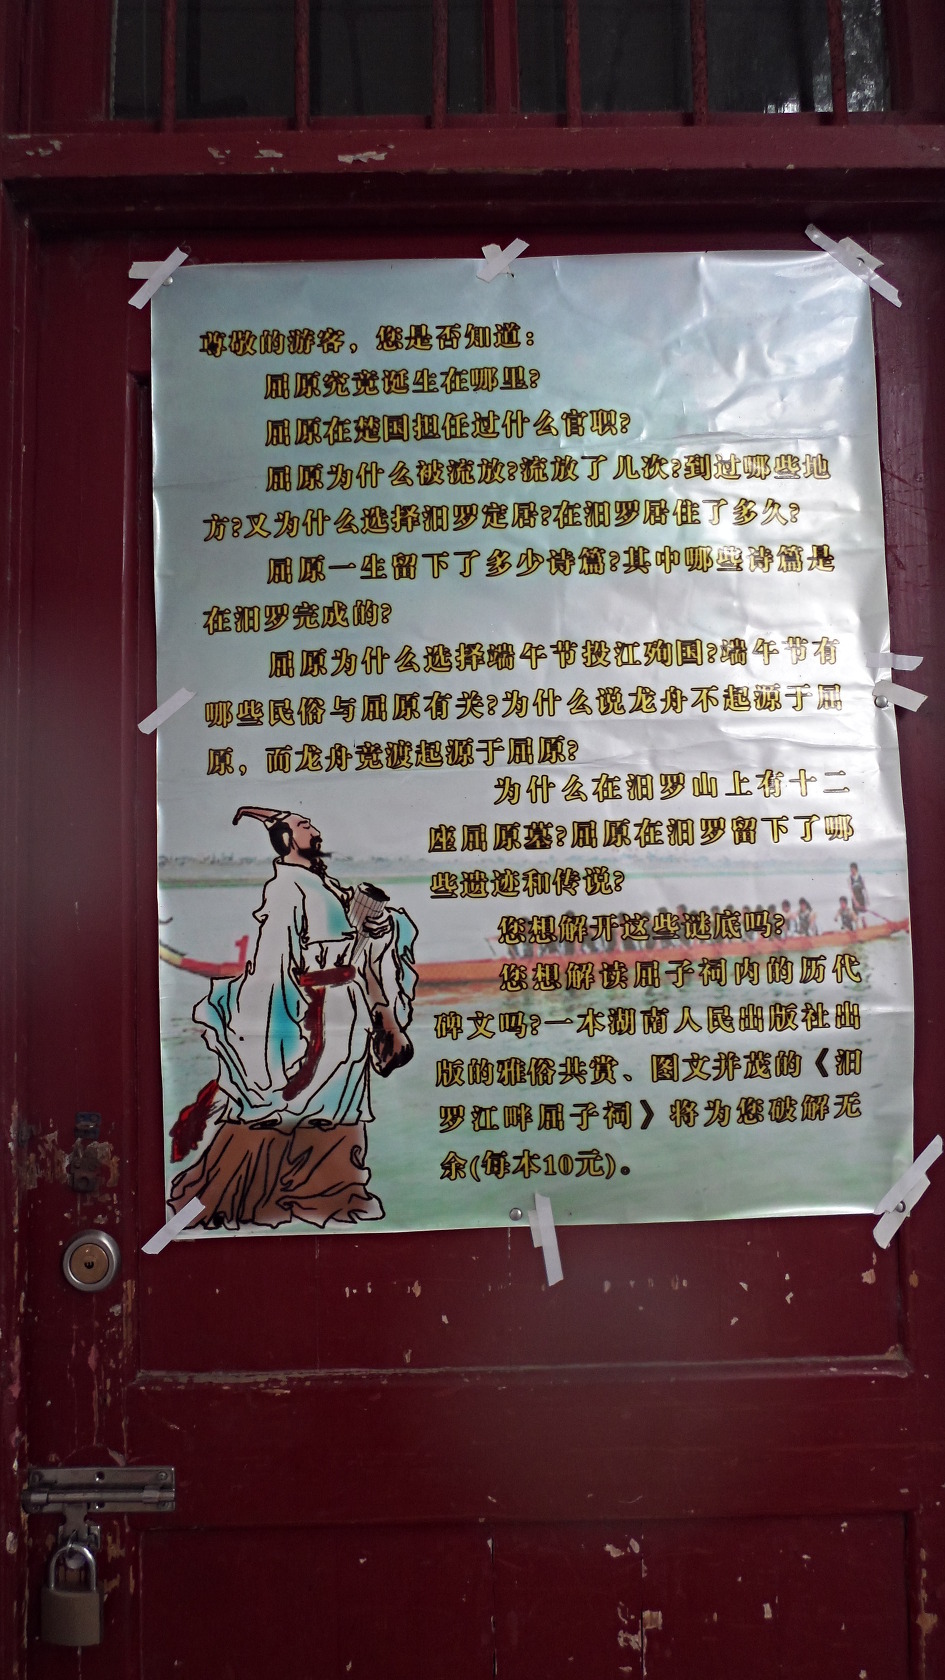 尊敬的游客，您是否知道：
屈原究竟诞生在哪里?
屈原在楚国担任过什么官职?
屈原为什么被流放?流放了几次?到过哪些地
方?又为什么选择汨罗定居?在汨罗居住了多久?
屈原一生留下了多少诗篇?其中哪些诗篇是
在汨罗完成的?
屈原为什么选择端午节投江殉国?端午节有
哪些民俗与屈原有关?为什么说龙舟不起源于屈
原，而龙舟竞渡起源于屈原?
为什么在汨罗山上有十二
座屈原墓?屈原在汨罗留下了哪
些遗迹和传说?
您想解开这些谜底吗?
您想解读屈子祠内的历代
碑文吗?一本湖南人民出版社出
版的雅俗共赏、图文并茂的《汨
罗江畔屈子祠》将为您破解无
余(每本10元)。
1